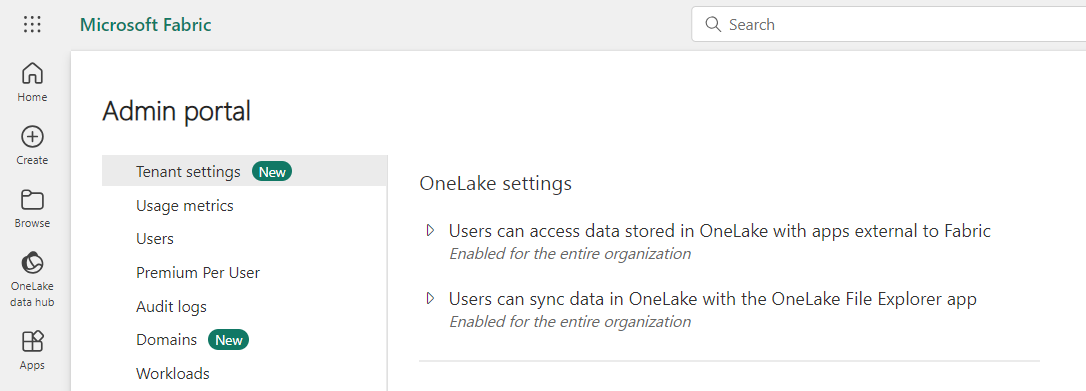 Microsoft Fabric
Search
Home
Create
Browse
OneLake
data hub
Apps
Admin portal
Tenant settings New
Usage metrics
Users
Premium Per User
Audit logs
Domains New
Workloads
OneLake settings
Users can access data stored in OneLake with apps external to Fabric
Enabled for the entire organization
Users can sync data in OneLake with the OneLake File Explorer app
Enabled for the entire organization